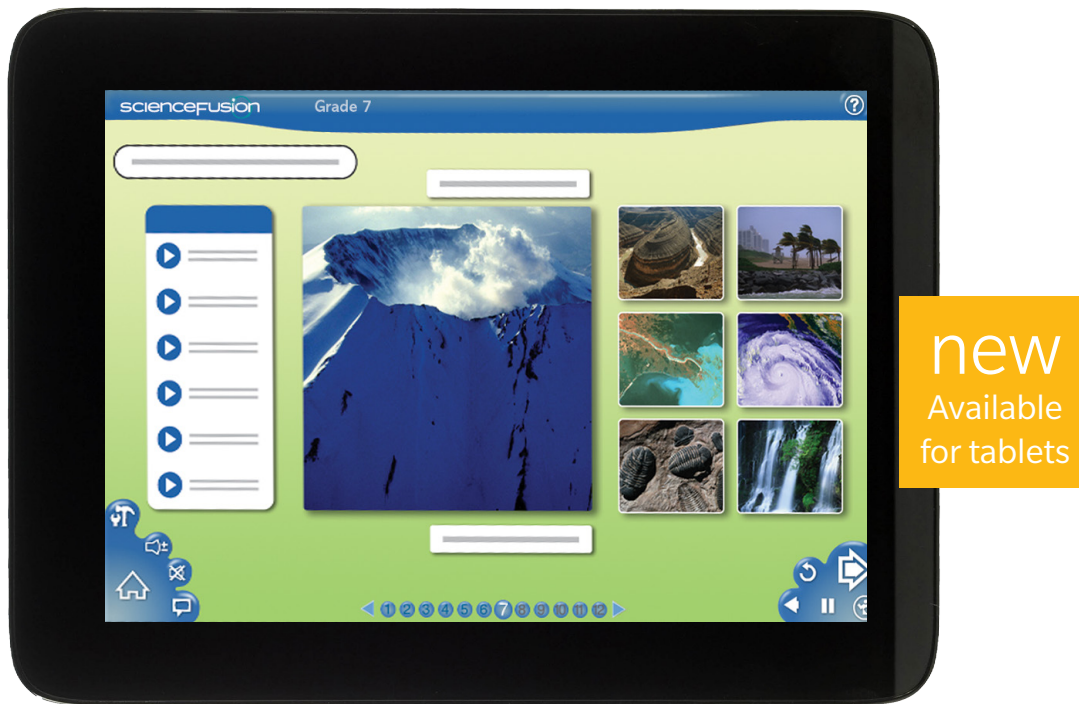 scienceFusion Grade 7
?
1 2 3 4 5 6 7 8 9 10 11 12
new
Available
for tablets